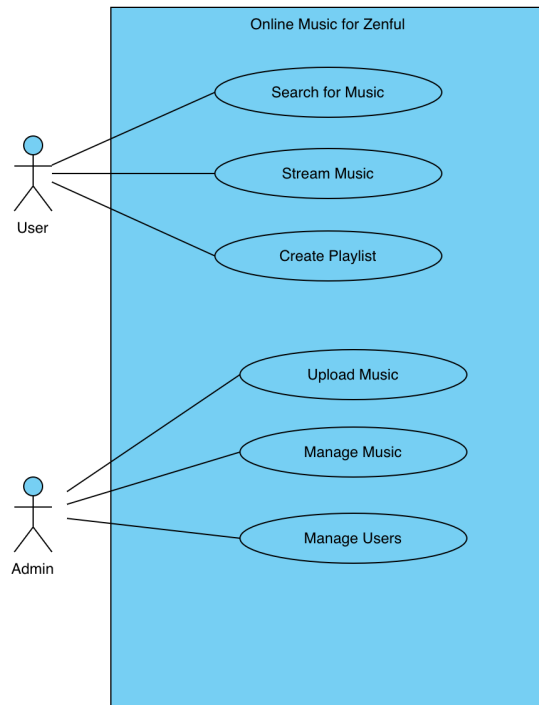 Online Music for Zenful
Search for Music
Stream Music
User
Create Playlist
Upload Music
Manage Music
Manage Users
Admin